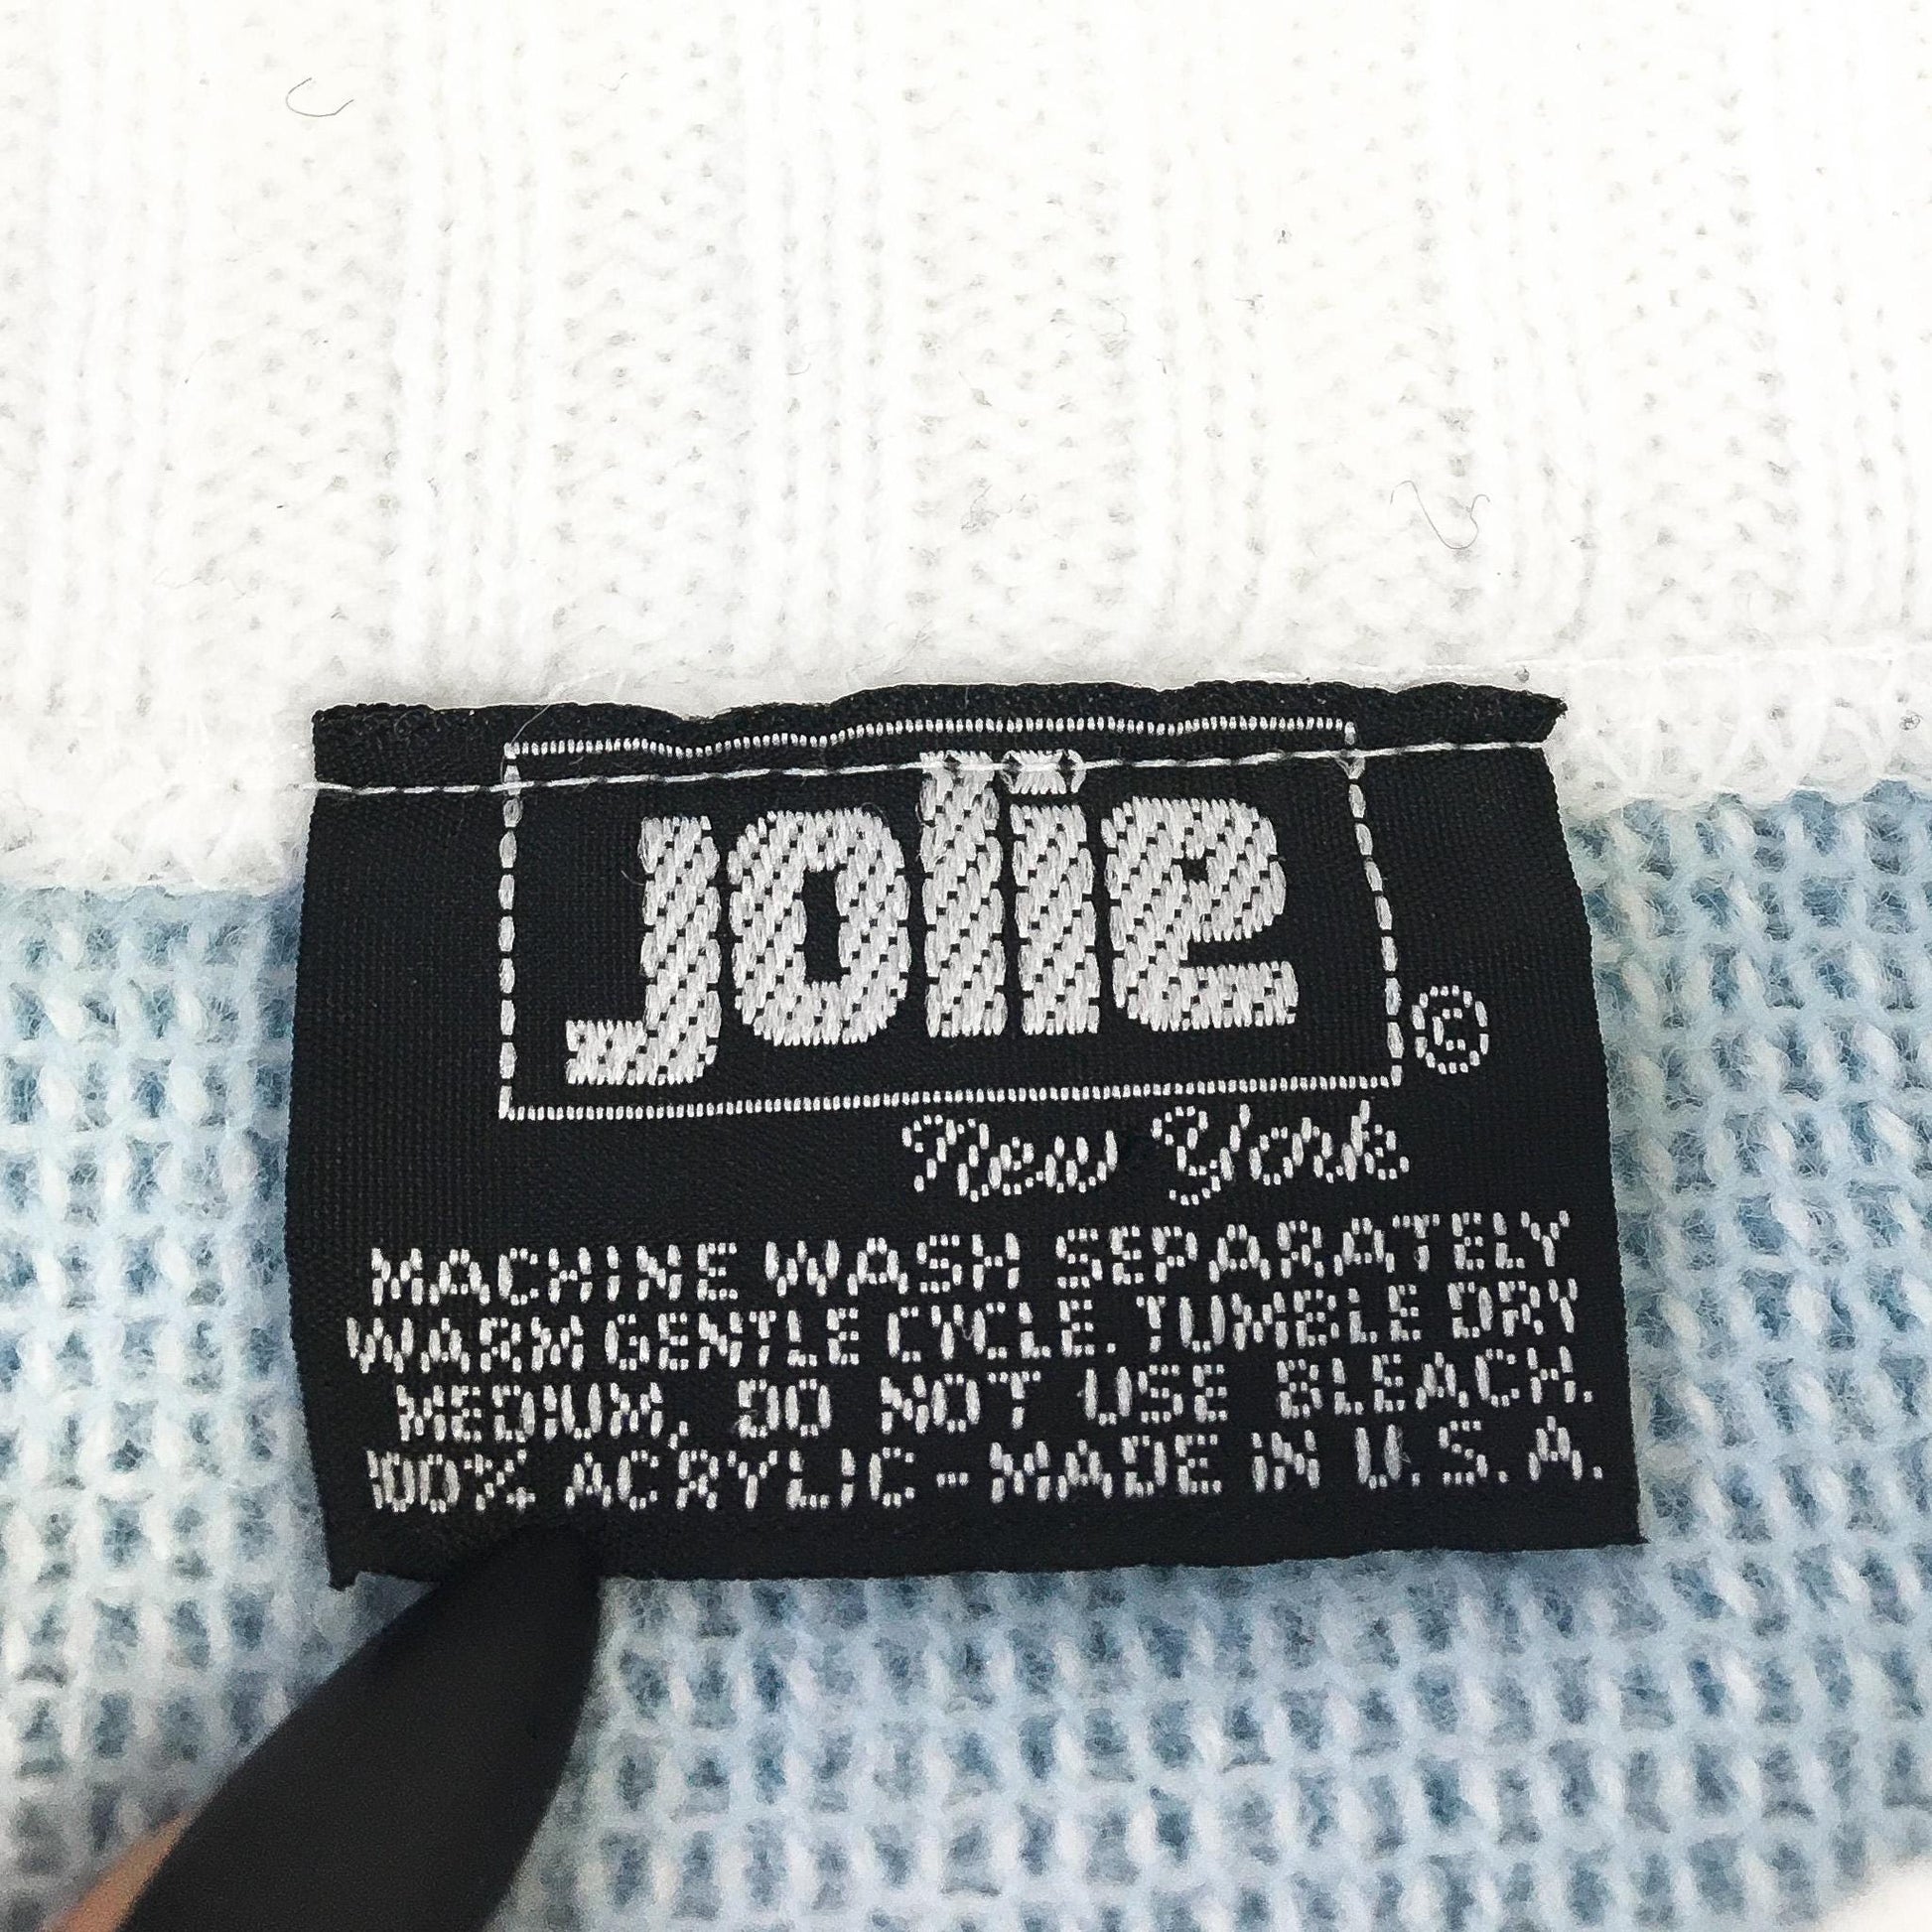 Jolie ©
New York
MACHINE WASH SEPARATELY
WARM GENTLE CYCLE. TUMBLE DRY
MEDIUM, DO NOT USE BLEACH.
100% ACRYLIC-MADE IN U.S.A.